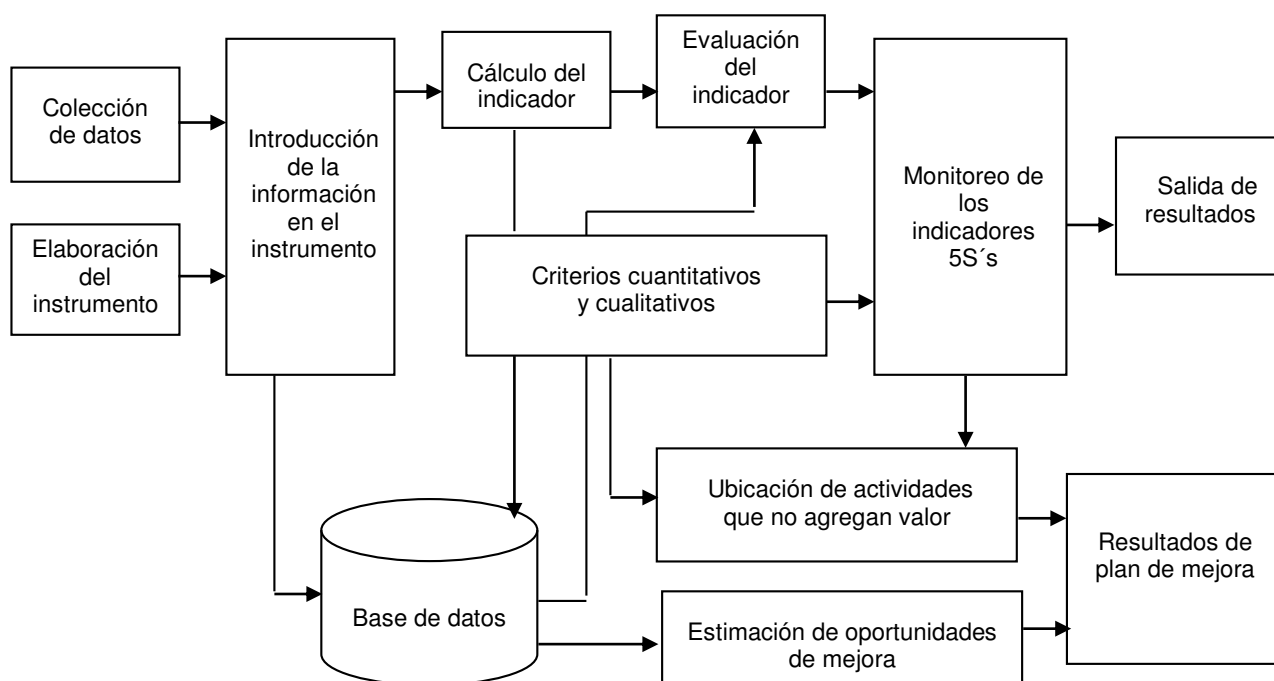 Colección
de datos
Elaboración
del
instrumento
Introducción
de la
información
en el
instrumento
Cálculo del
indicador
Evaluación
del
indicador
Criterios cuantitativos
y cualitativos
Monitoreo de
los
indicadores
5S´s
Salida de
resultados
Base de datos
Ubicación de actividades
que no agregan valor
Estimación de oportunidades
de mejora
Resultados de
plan de mejora